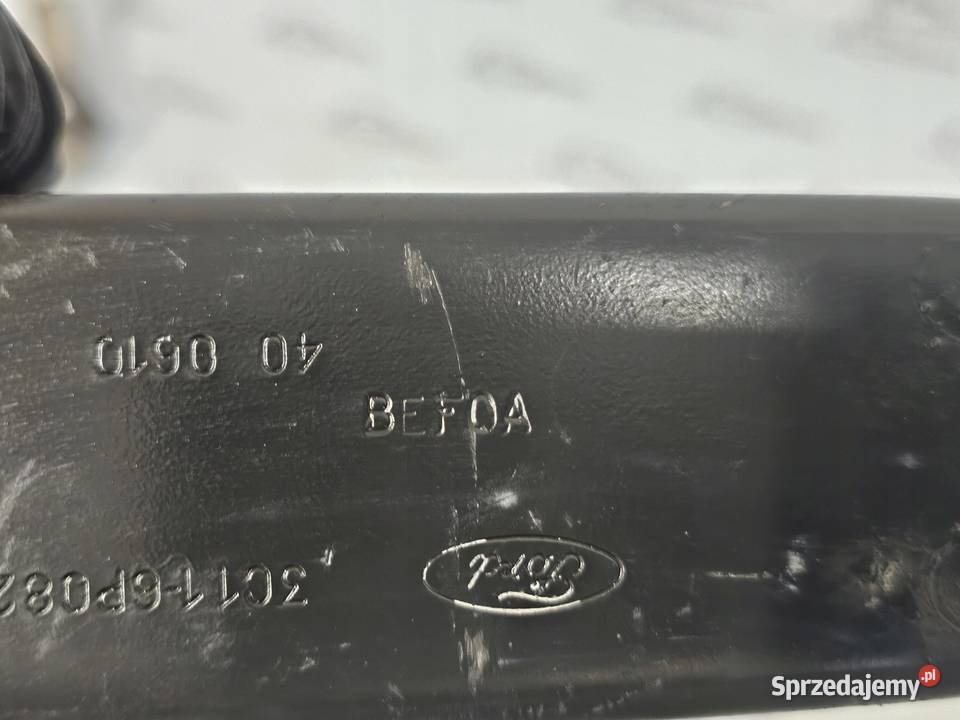 40 0610
BEFOA
Ford
3C11-6P082
Sprzedajemy.pl